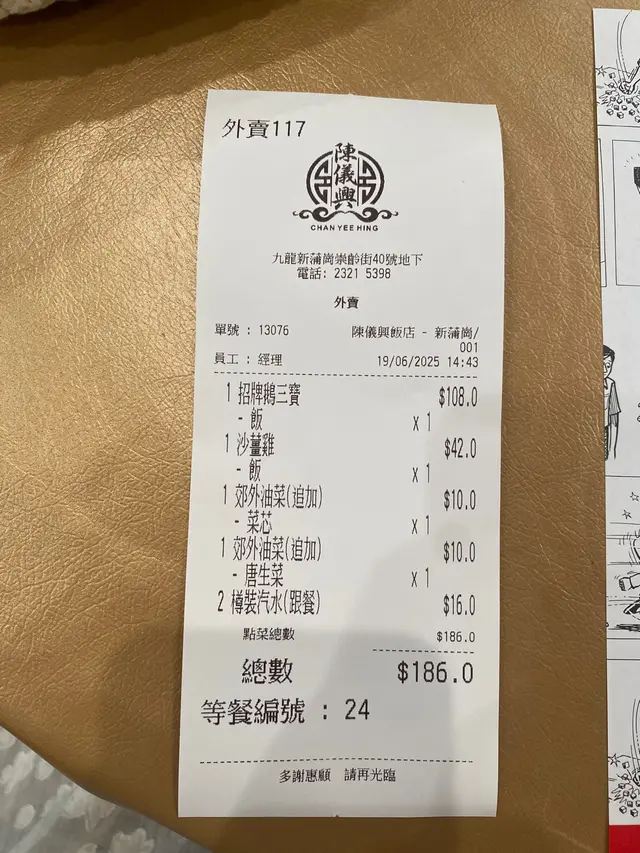 外賣117
陳儀興
CHAN YEE HING
九龍新蒲崗崇齡街40號地下
電話: 2321 5398
外賣
單號 : 13076 陳儀興飯店 - 新蒲崗/
001
員工 : 經理 19/06/2025 14:43
1 招牌鵝三寶 $108.0
- 飯 x 1
1 沙薑雞 $42.0
- 飯 x 1
1 郊外油菜(追加) $10.0
- 菜芯 x 1
1 郊外油菜(追加) $10.0
- 唐生菜 x 1
2 樽裝汽水(跟餐) $16.0
點菜總數 $186.0
總數 $186.0
等餐編號 : 24
多謝惠顧 請再光臨